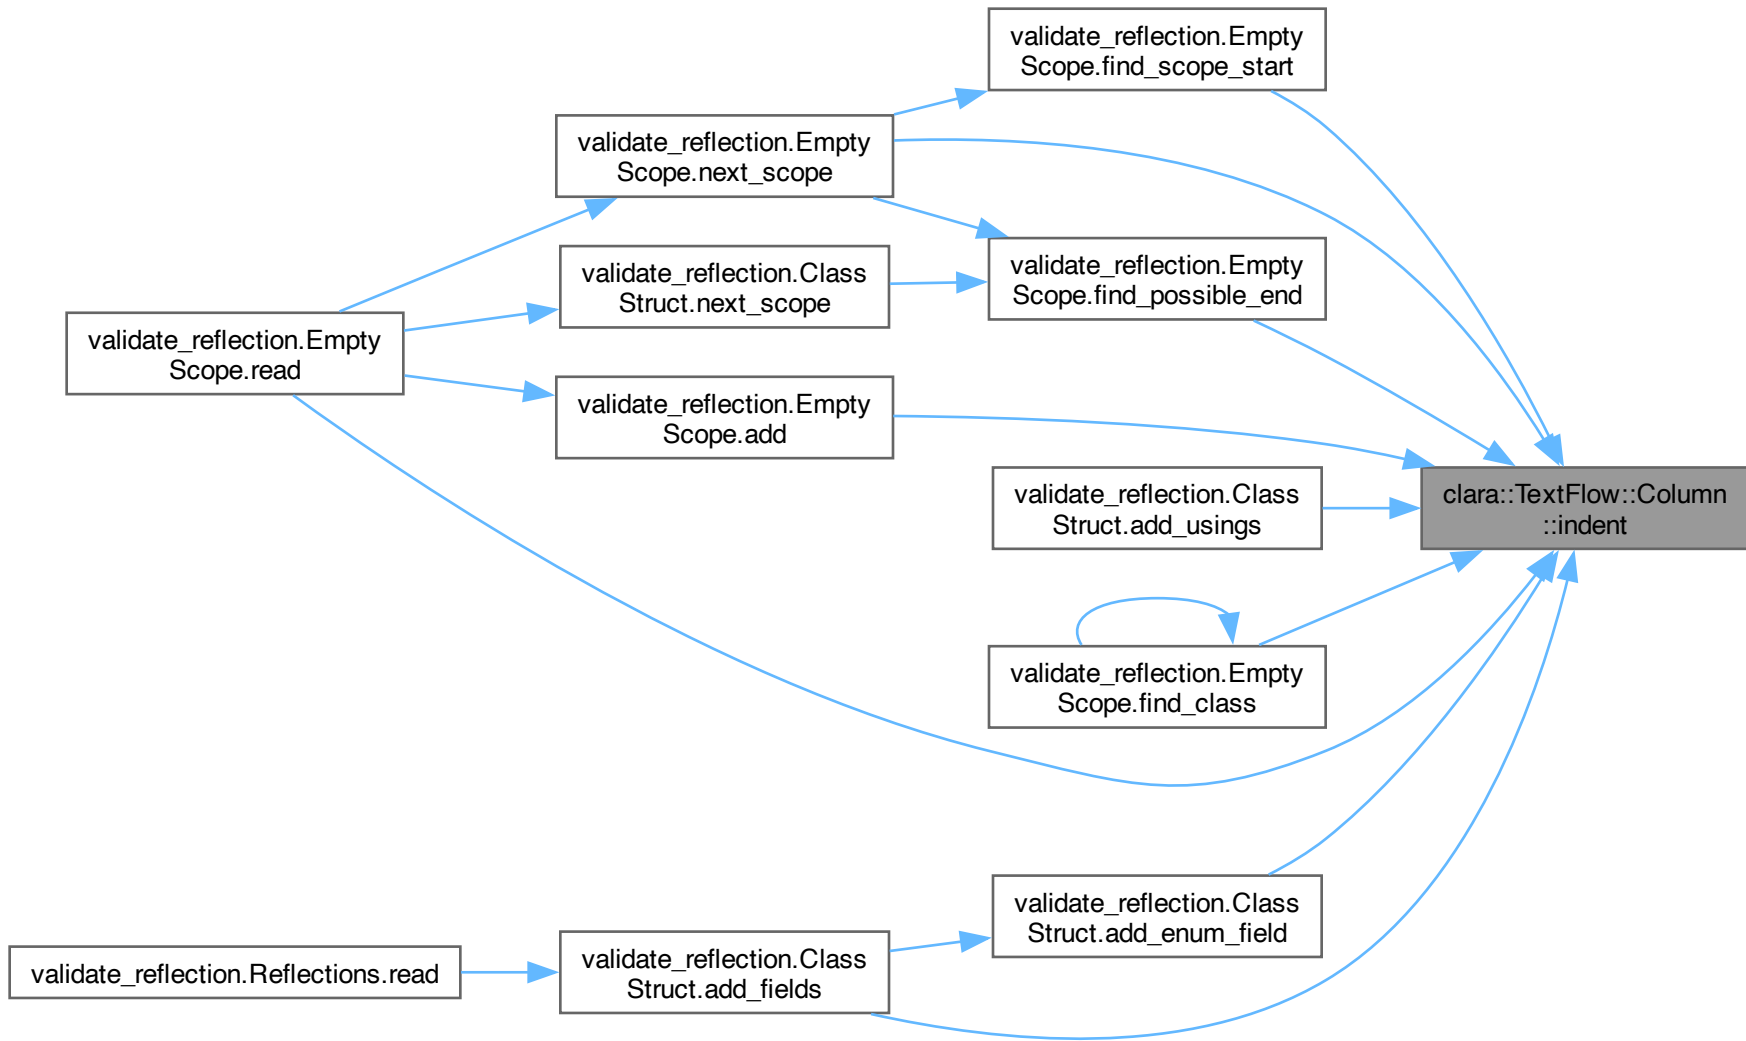 validate_reflection.Empty
Scope.find_scope_start
validate_reflection.Empty
Scope.next_scope
validate_reflection.Empty
Scope.find_possible_end
validate_reflection.Class
Struct.next_scope
validate_reflection.Empty
Scope.read
validate_reflection.Empty
Scope.add
validate_reflection.Class
Struct.add_usings
clara::TextFlow::Column
::indent
validate_reflection.Empty
Scope.find_class
validate_reflection.Class
Struct.add_enum_field
validate_reflection.Class
Struct.add_fields
validate_reflection.Reflections.read